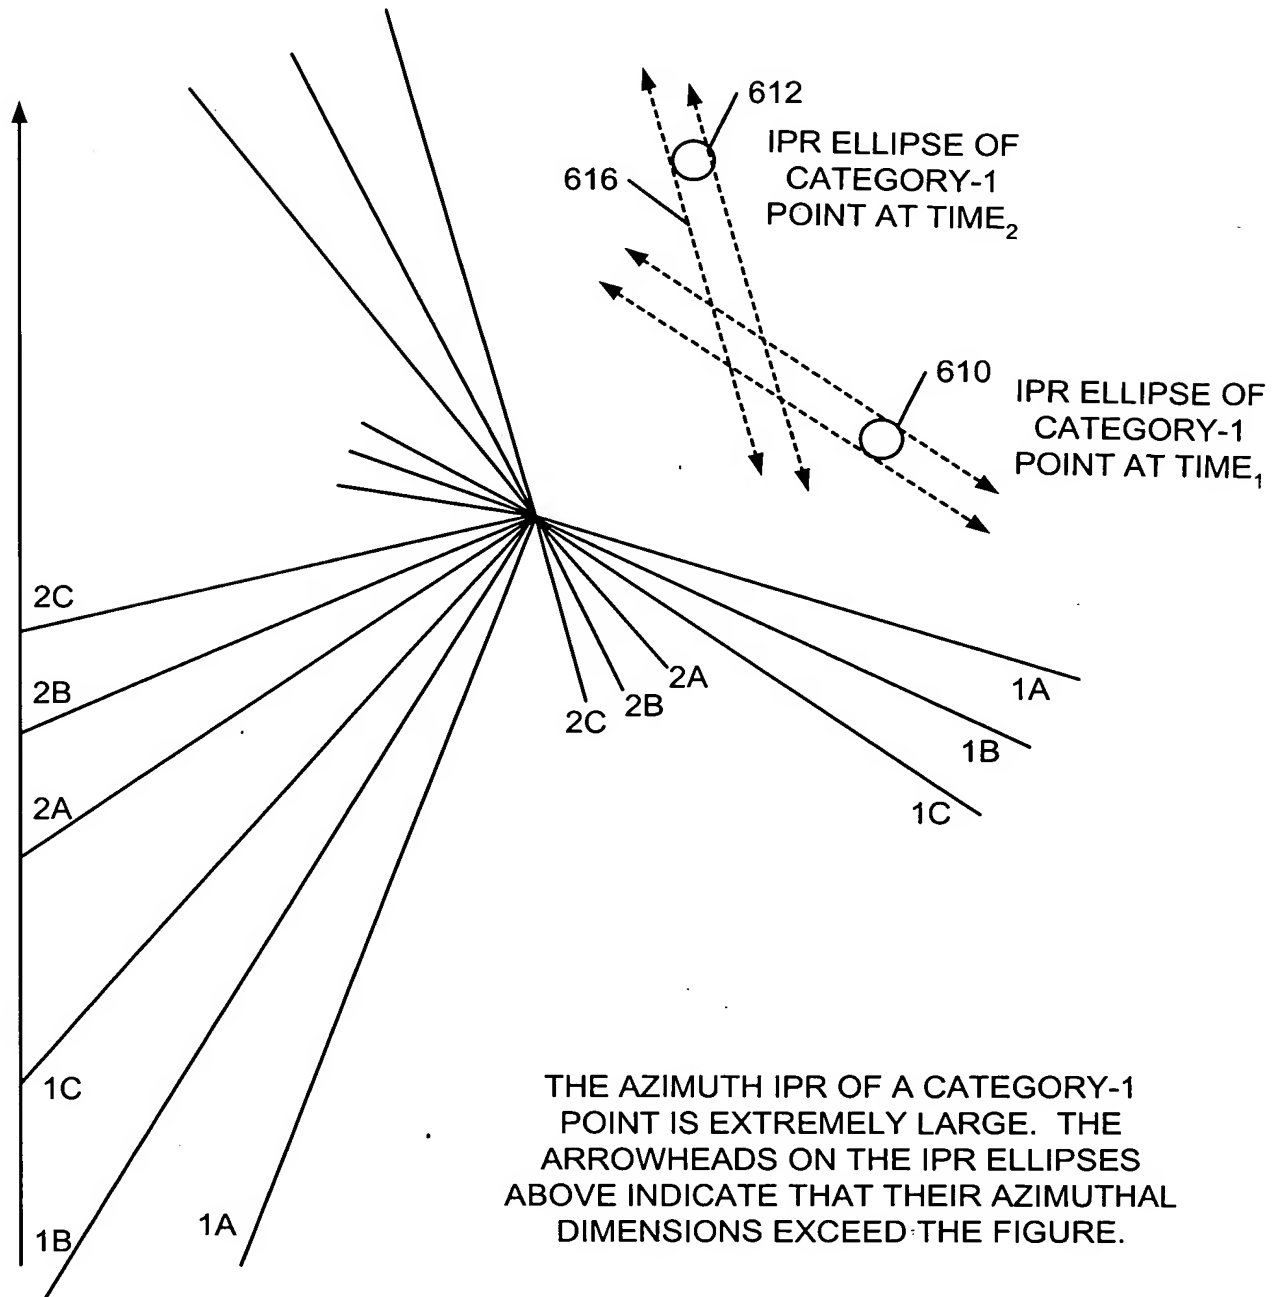 612
IPR ELLIPSE OF
CATEGORY-1
POINT AT TIME₂
616
610
IPR ELLIPSE OF
CATEGORY-1
POINT AT TIME₁
2C
2B
2A
1C
1B
1A
2C
2B
2A
1A
1B
1C
THE AZIMUTH IPR OF A CATEGORY-1
POINT IS EXTREMELY LARGE. THE
ARROWHEADS ON THE IPR ELLIPSES
ABOVE INDICATE THAT THEIR AZIMUTHAL
DIMENSIONS EXCEED THE FIGURE.